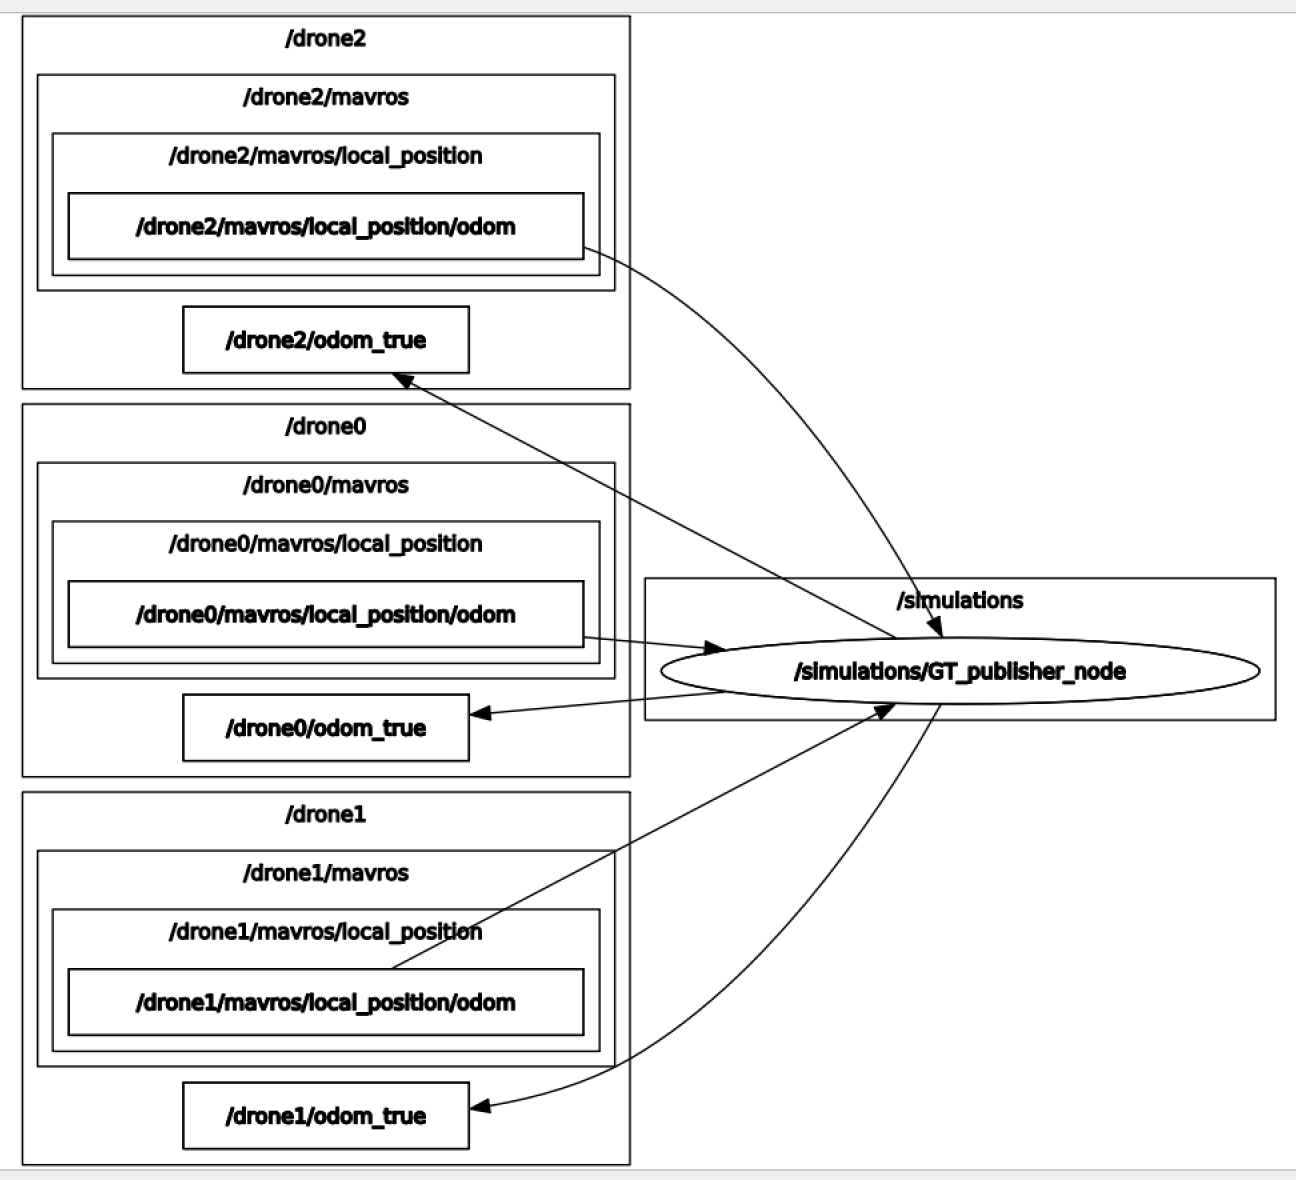 /drone2
/drone2/mavros
/drone2/mavros/local_position
/drone2/mavros/local_position/odom
/drone2/odom_true
/drone0
/drone0/mavros
/drone0/mavros/local_position
/drone0/mavros/local_position/odom
/drone0/odom_true
/simulations
/simulations/GT_publisher_node
/drone1
/drone1/mavros
/drone1/mavros/local_position
/drone1/mavros/local_position/odom
/drone1/odom_true